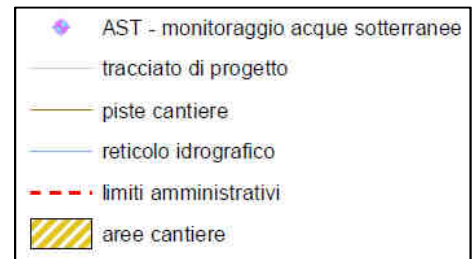 AST - monitoraggio acque sotterranee
tracciato di progetto
piste cantiere
reticolo idrografico
limiti amministrativi
aree cantiere